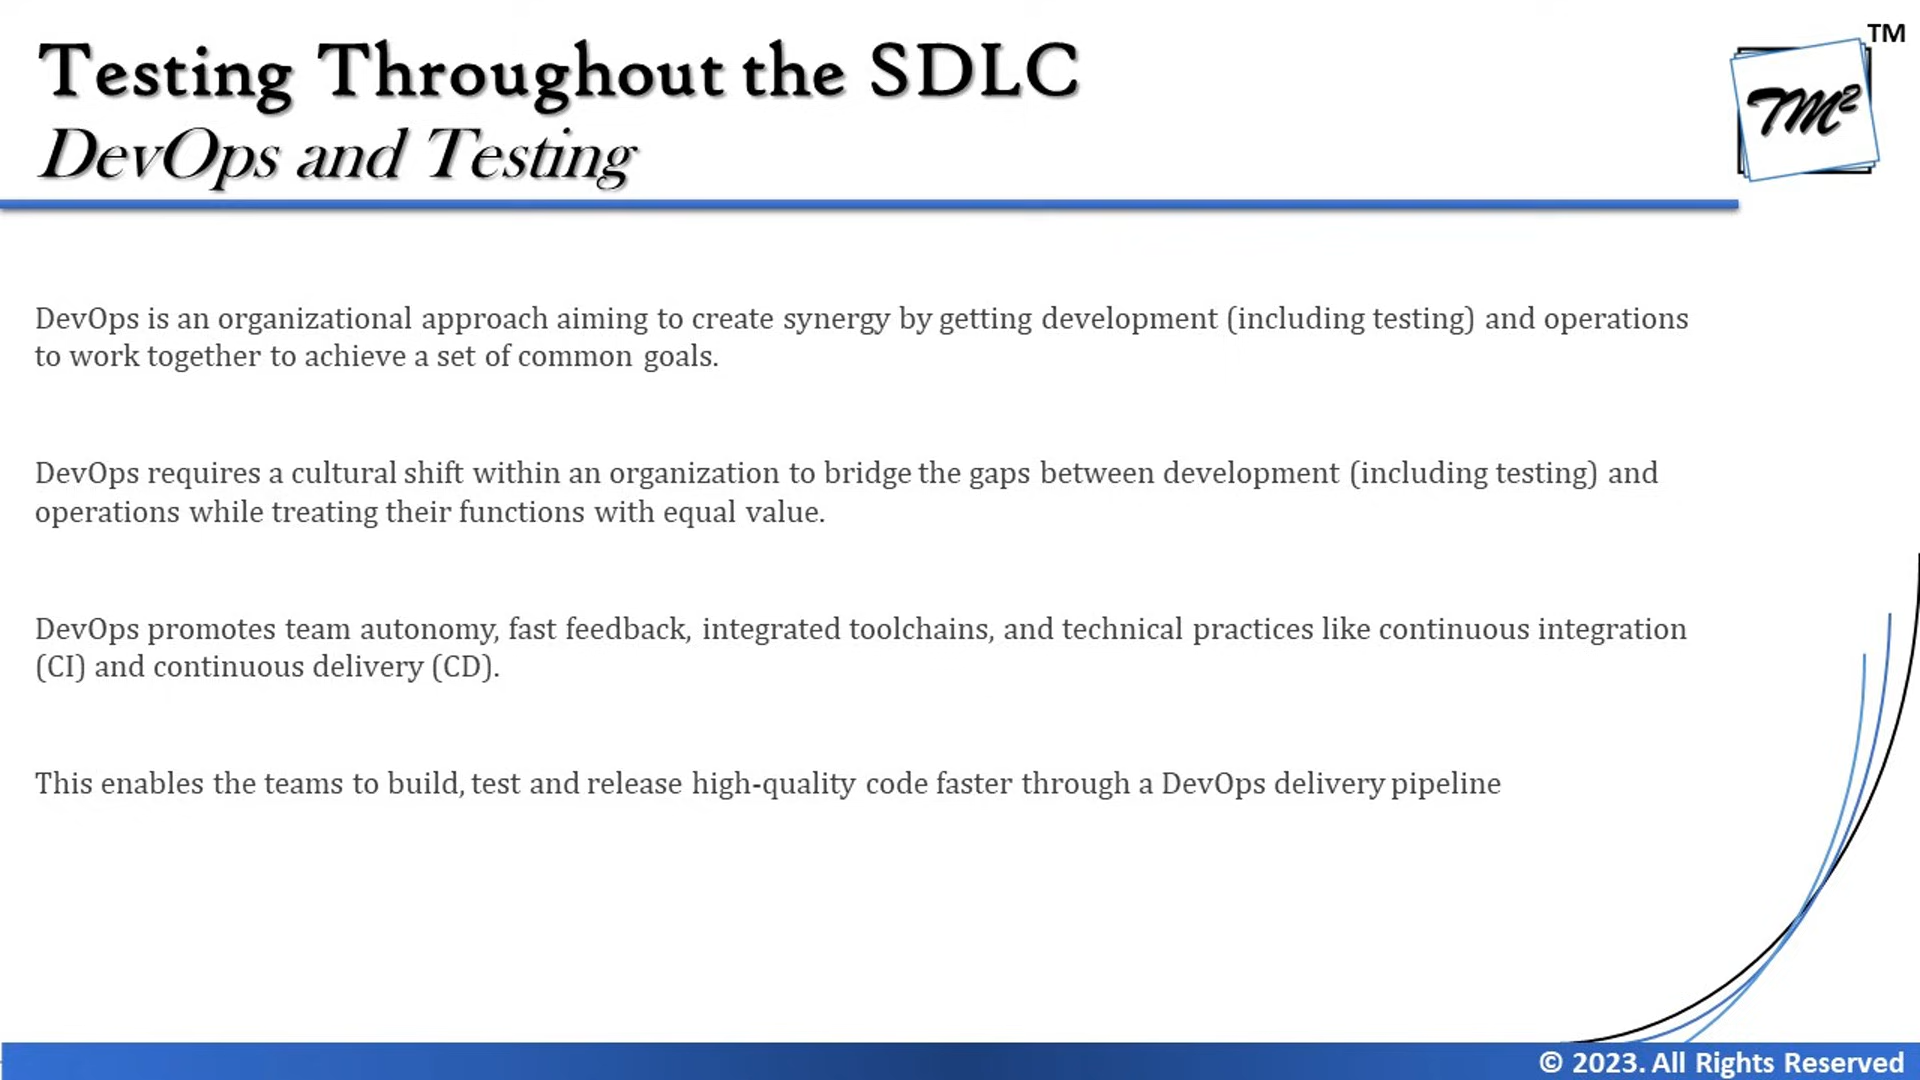 Testing Throughout the SDLC
TM
TM²
DevOps and Testing
DevOps is an organizational approach aiming to create synergy by getting development (including testing) and operations
to work together to achieve a set of common goals.
DevOps requires a cultural shift within an organization to bridge the gaps between development (including testing) and
operations while treating their functions with equal value.
DevOps promotes team autonomy, fast feedback, integrated toolchains, and technical practices like continuous integration
(CI) and continuous delivery (CD).
This enables the teams to build, test and release high-quality code faster through a DevOps delivery pipeline
© 2023. All Rights Reserved